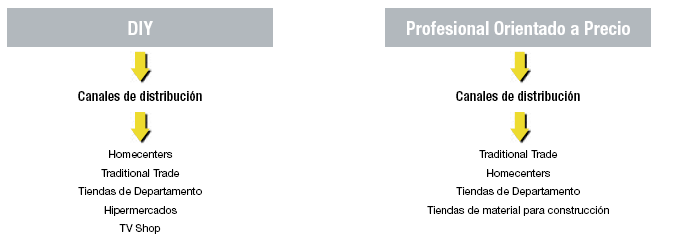 DIY
Canales de distribución
Homecenters
Traditional Trade
Tiendas de Departamento
Hipermercados
TV Shop
Profesional Orientado a Precio
Canales de distribución
Traditional Trade
Homecenters
Tiendas de Departamento
Tiendas de material para construcción